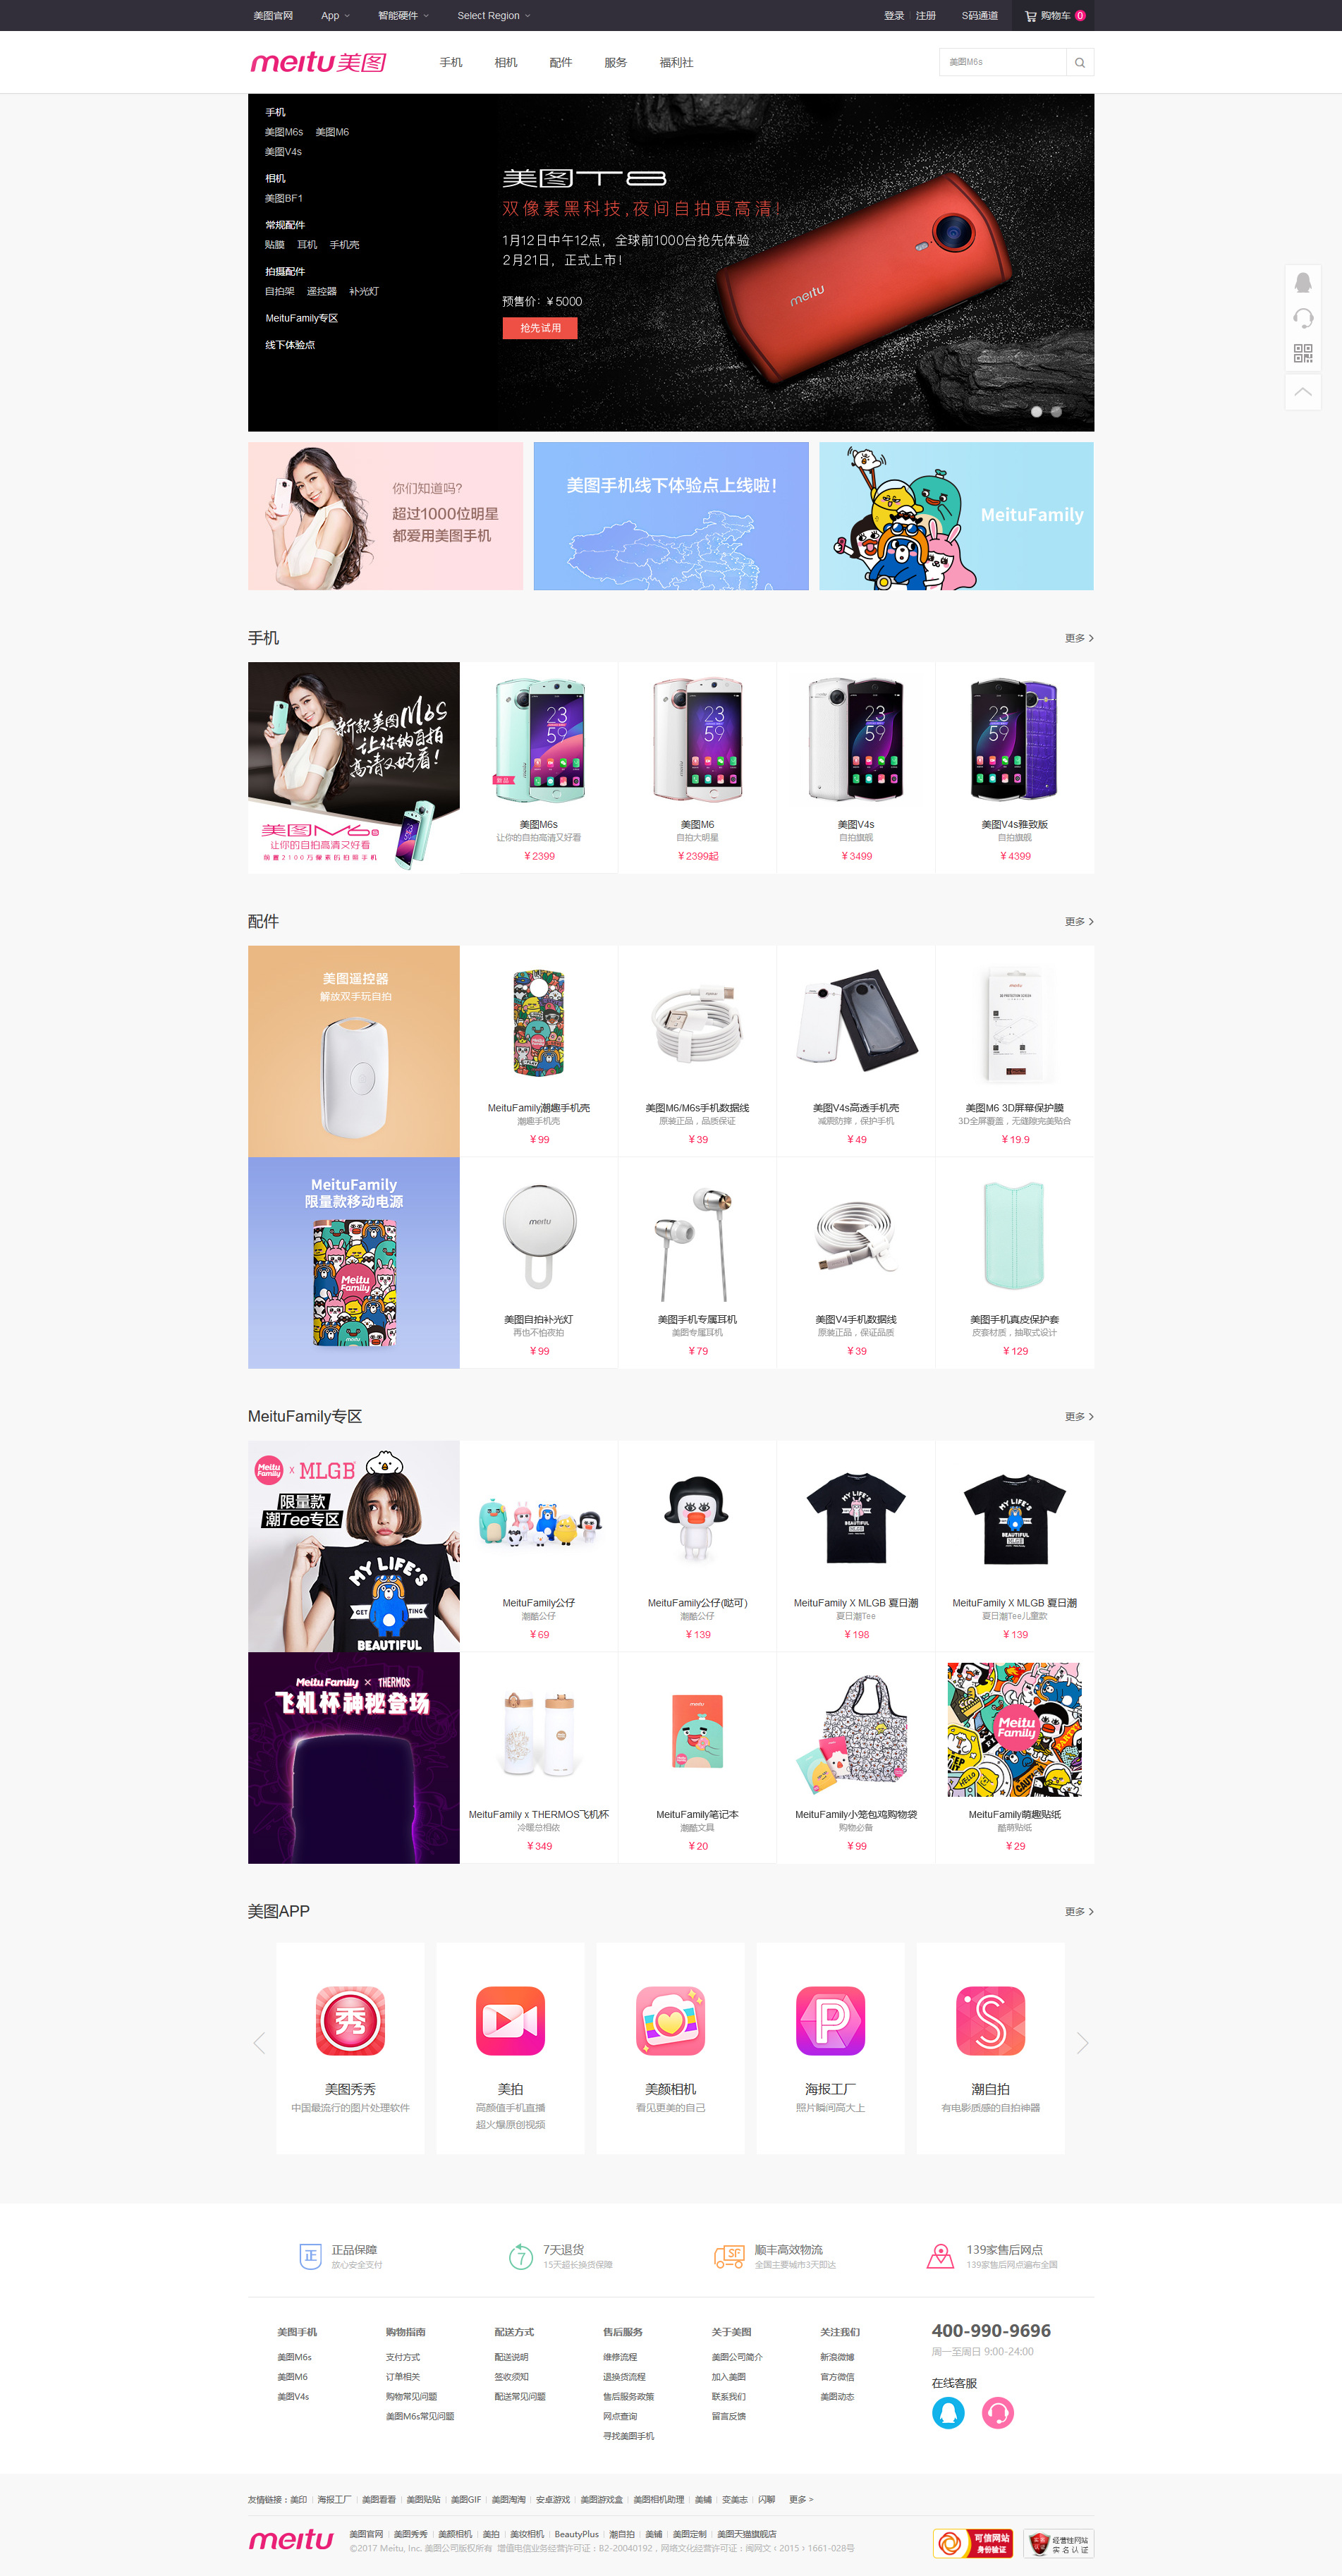 美图官网 App 智能硬件 Select Region 登录 注册 S码通道 购物车 0
meitu美图 手机 相机 配件 服务 福利社 美图M6s
手机
美图M6s 美图M6
美图V4s
相机
美图BF1
常规配件
贴膜 耳机 手机壳
拍摄配件
自拍架 遥控器 补光灯
MeituFamily专区
线下体验点
美图T8
双像素黑科技,夜间自拍更高清!
1月12日中午12点,全球前1000台抢先体验
2月21日,正式上市!
预售价:¥5000
抢先试用
meitu
你们知道吗?
超过1000位明星
都爱用美图手机
美图手机线下体验点上线啦!
MeituFamily
手机 更多
新款美图M6s
让你的自拍
高清又好看!
美图M6s
让你的自拍高清又好看
前置2100万像素的拍照手机
新品
美图M6s
让你的自拍高清又好看
¥2399
美图M6
自拍大明星
¥2399起
美图V4s
自拍旗舰
¥3499
美图V4s雅致版
自拍旗舰
¥4399
配件 更多
美图遥控器
解放双手玩自拍
MeituFamily潮趣手机壳
潮趣手机壳
¥99
美图M6/M6s手机数据线
原装正品,品质保证
¥39
美图V4s高透手机壳
减震防摔,保护手机
¥49
美图M6 3D屏幕保护膜
3D全屏覆盖,无缝隙完美贴合
¥19.9
MeituFamily
限量款移动电源
Meitu
Family
meitu
meitu
美图自拍补光灯
再也不怕夜拍
¥99
美图手机专属耳机
美图专属耳机
¥79
美图V4手机数据线
原装正品,保证品质
¥39
美图手机真皮保护套
皮套材质,抽取式设计
¥129
MeituFamily专区 更多
Meitu
Family
x MLGB
限量款
潮Tee专区
MY LIFE'S
GET TING
BEAUTIFUL
MeituFamily公仔
潮酷公仔
¥69
MeituFamily公仔(哒可)
潮酷公仔
¥139
MY LIFE'S
BEAUTIFUL
MLGB
MeituFamily X MLGB 夏日潮
夏日潮Tee
¥198
MY LIFE'S
BEAUTIFUL
MLGB
MeituFamily X MLGB 夏日潮
夏日潮Tee儿童款
¥139
Meitu Family × THERMOS
飞机杯神秘登场
MeituFamily x THERMOS飞机杯
冷暖总相依
¥349
meitu
MeituFamily笔记本
潮酷文具
¥20
MeituFamily小笼包鸡购物袋
购物必备
¥99
Meitu
Family
HELLO
CAUTION
MeituFamily萌趣贴纸
酷萌贴纸
¥29
美图APP 更多
秀
美图秀秀
中国最流行的图片处理软件
美拍
高颜值手机直播
超火爆原创视频
美颜相机
看见更美的自己
P
海报工厂
照片瞬间高大上
S
潮自拍
有电影质感的自拍神器
正
正品保障
放心安全支付
7
7天退货
15天超长换货保障
SF
顺丰高效物流
全国主要城市3天即达
139家售后网点
139家售后网点遍布全国
美图手机
美图M6s
美图M6
美图V4s
购物指南
支付方式
订单相关
购物常见问题
美图M6s常见问题
配送方式
配送说明
签收须知
配送常见问题
售后服务
维修流程
退换货流程
售后服务政策
网点查询
寻找美图手机
关于美图
美图公司简介
加入美图
联系我们
留言反馈
关注我们
新浪微博
官方微信
美图动态
400-990-9696
周一至周日 9:00-24:00
在线客服
友情链接:美印 海报工厂 美图看看 美图贴贴 美图GIF 美图淘淘 安卓游戏 美图游戏盒 美图相机助理 美铺 变美志 闪聊 更多 >
meitu
美图官网 美图秀秀 美颜相机 美拍 美妆相机 BeautyPlus 潮自拍 美铺 美图定制 美图天猫旗舰店
©2017 Meitu, Inc. 美图公司版权所有 增值电信业务经营许可证:B2-20040192,网络文化经营许可证:闽网文(2015)1661-028号
可信网站
身份验证
经营性网站
实名认证